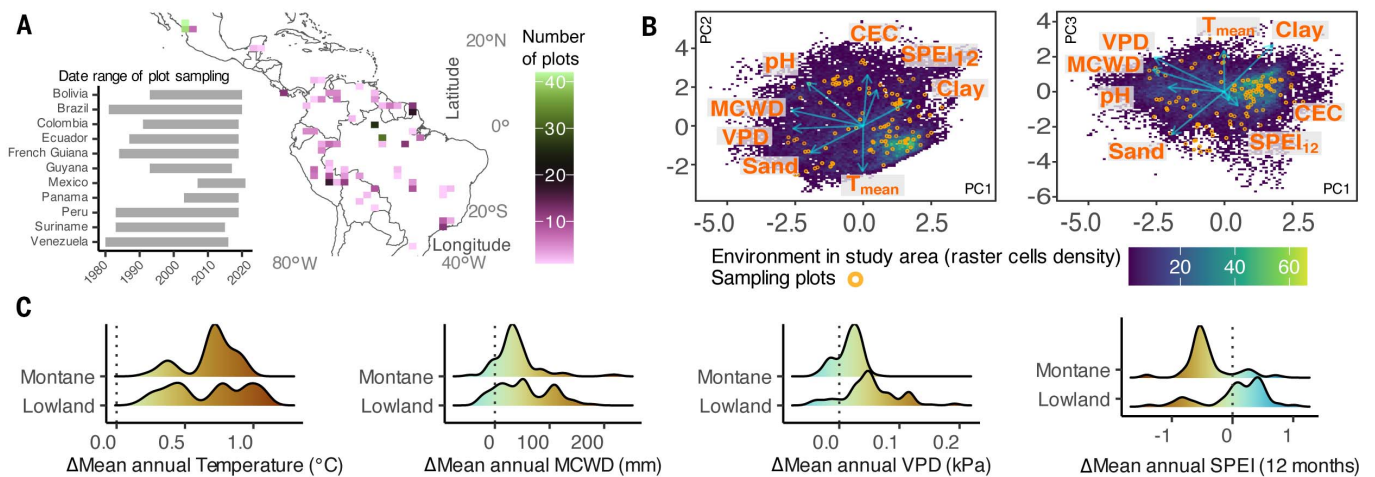 A
Date range of plot sampling
Bolivia
Brazil
Colombia
Ecuador
French Guiana
Guyana
Mexico
Panama
Peru
Suriname
Venezuela
1980
1990
2000
2010
2020
20°N
0°
20°S
Latitude
Longitude
80°W
40°W
Number
of plots
40
30
20
10
B
PC2
CEC
SPEI12
pH
Clay
MCWD
VPD
Sand
Tmean
PC1
4
2
0
-2
-5.0 -2.5 0.0 2.5
PC3
Tmean
Clay
VPD
MCWD
pH
CEC
SPEI12
Sand
PC1
4
2
0
-2
-4
-6
-5.0 -2.5 0.0 2.5
Environment in study area (raster cells density)
20 40 60
Sampling plots
C
Montane
Lowland
0.0 0.5 1.0
ΔMean annual Temperature (°C)
Montane
Lowland
0 100 200
ΔMean annual MCWD (mm)
Montane
Lowland
0.0 0.1 0.2
ΔMean annual VPD (kPa)
Montane
Lowland
-1 0 1
ΔMean annual SPEI (12 months)